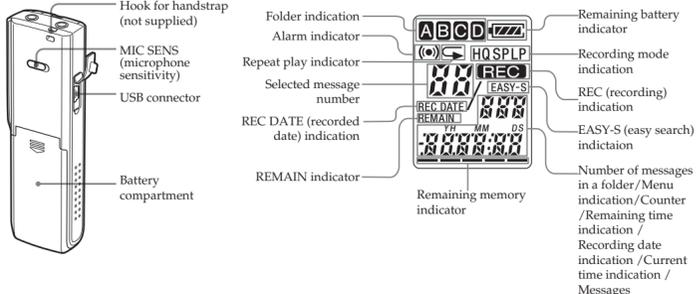 Hook for handstrap
(not supplied)
MIC SENS
(microphone
sensitivity)
USB connector
Battery
compartment
Folder indication
Alarm indicator
Repeat play indicator
Selected message
number
REC DATE (recorded
date) indication
REMAIN indicator
ABCD
HQ SP LP
REC
EASY-S
REC DATE
REMAIN
YH MM DS
Remaining memory
indicator
Remaining battery
indicator
Recording mode
indication
REC (recording)
indication
EASY-S (easy search)
indictaion
Number of messages
in a folder/Menu
indication/Counter
/Remaining time
indication /
Recording date
indication /Current
time indication /
Messages